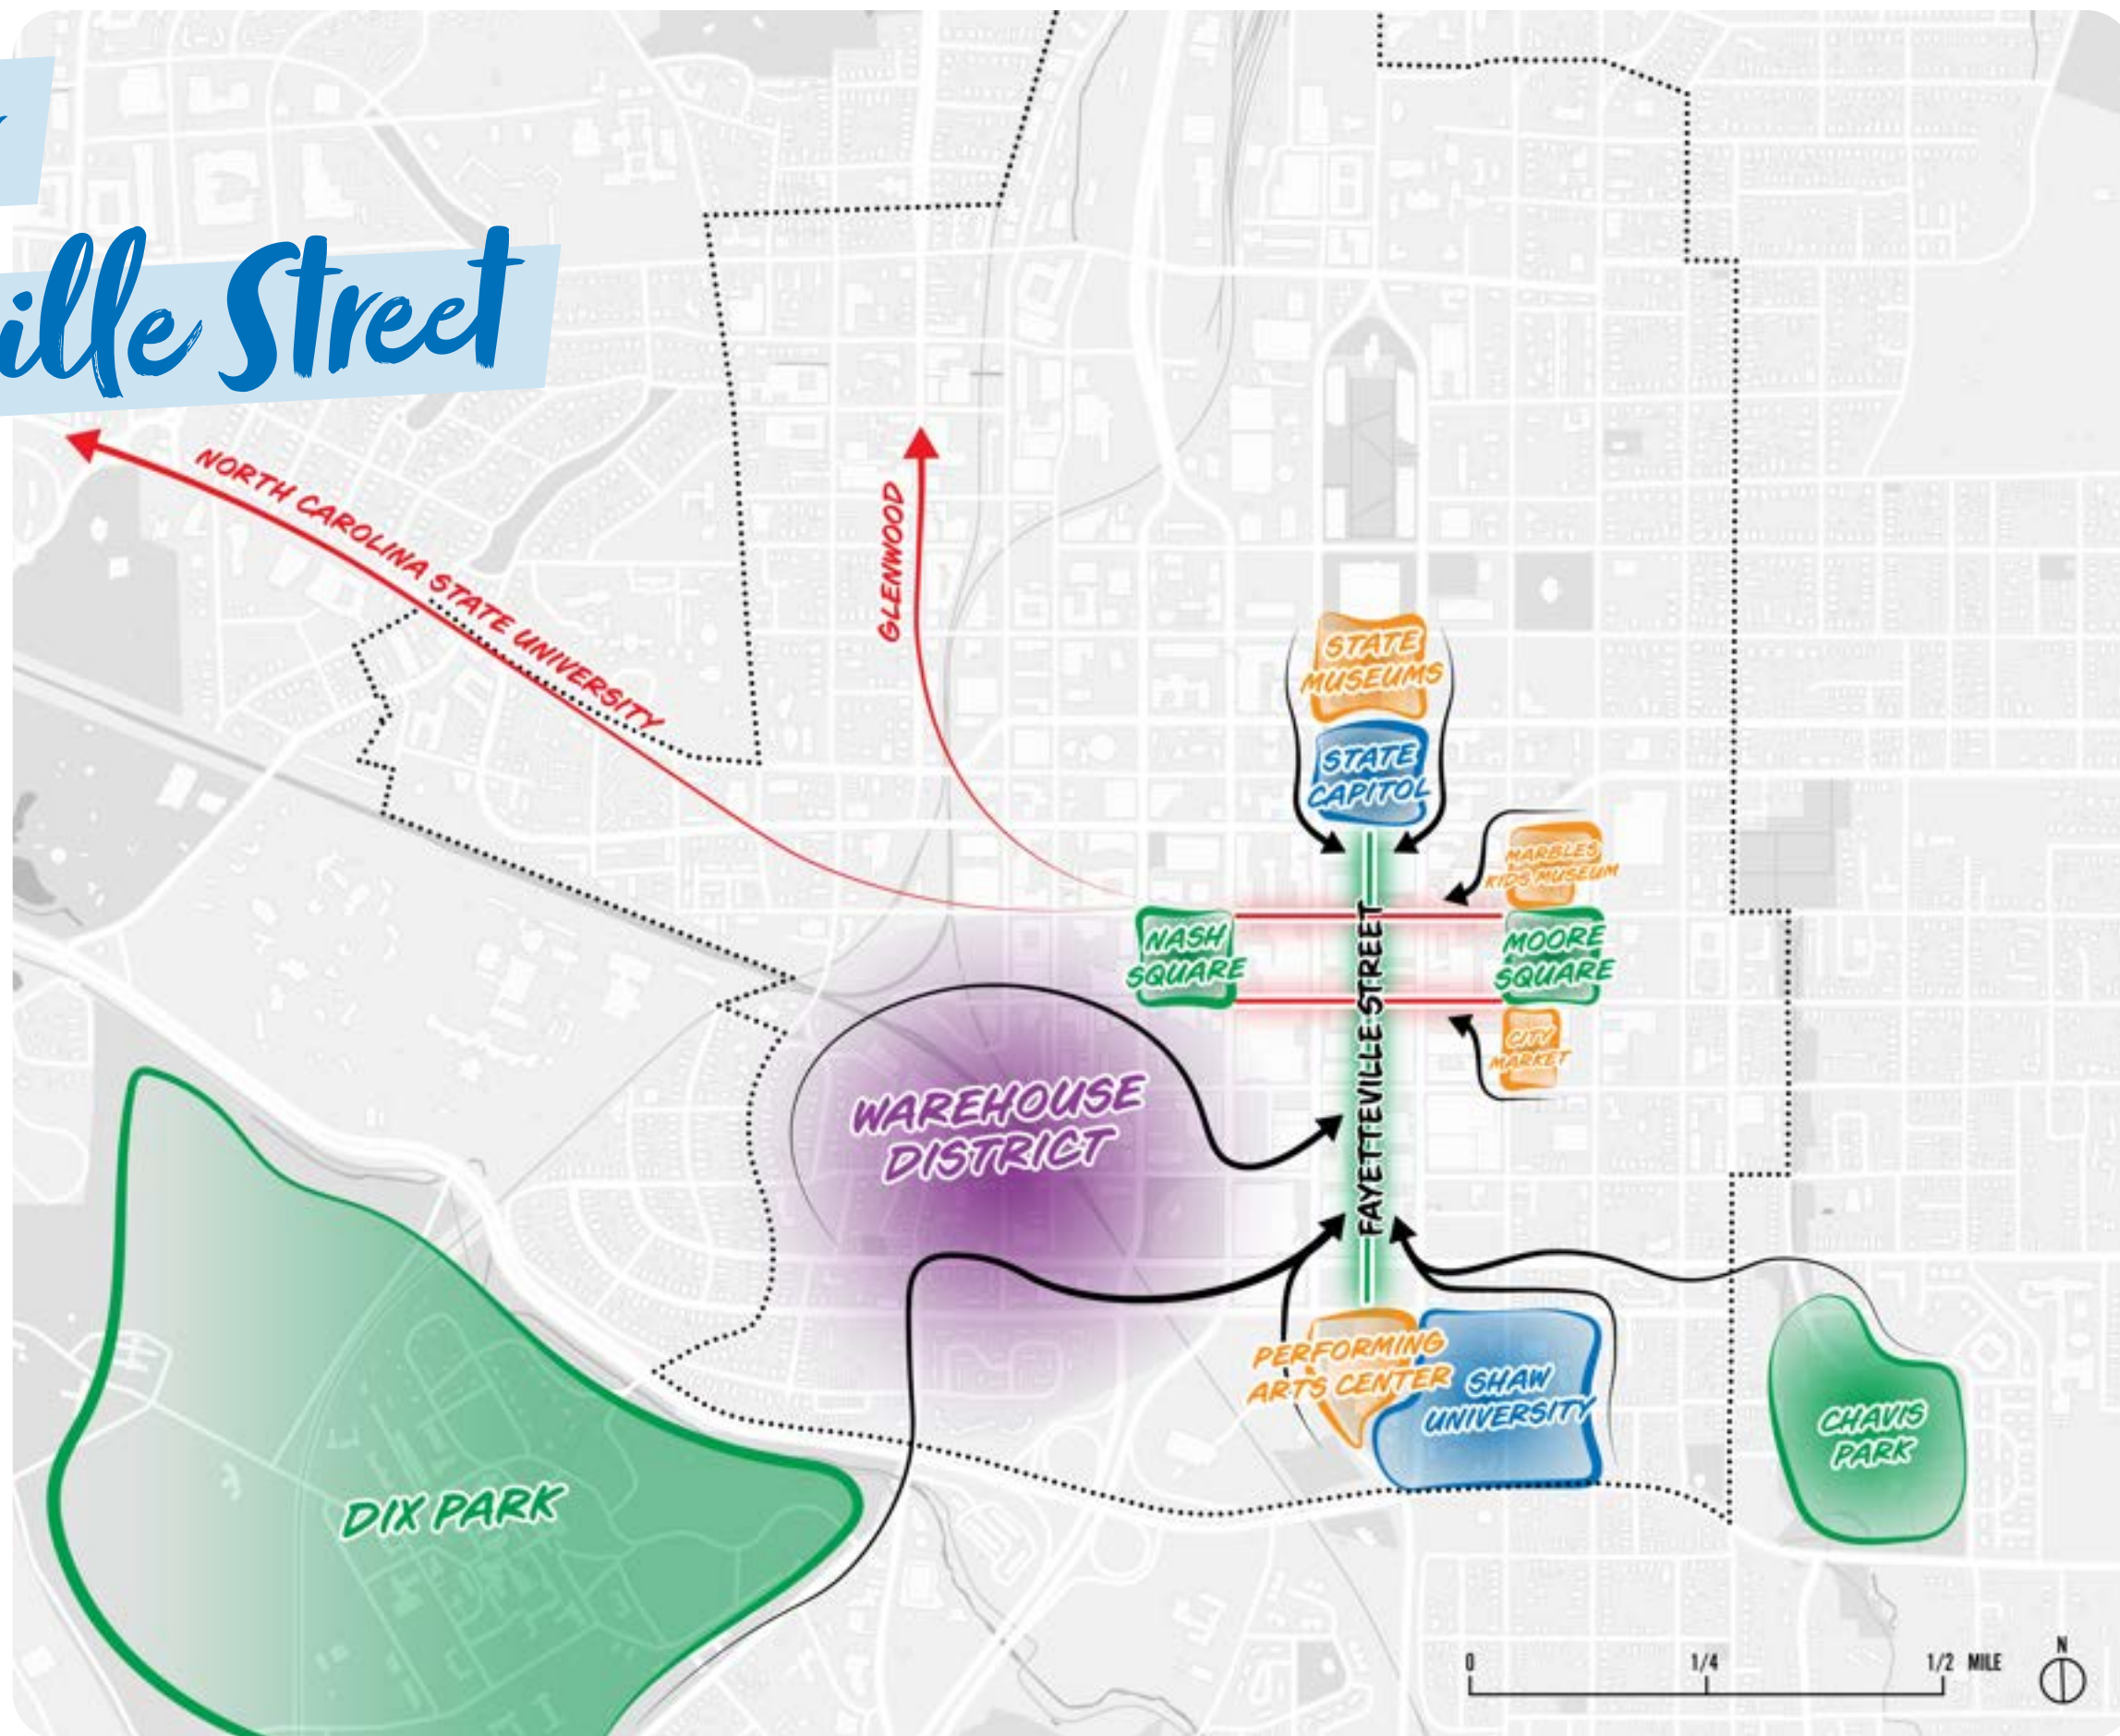 ille Street
NORTH CAROLINA STATE UNIVERSITY
GLENWOOD
STATE
MUSEUMS
STATE
CAPITOL
MARBLES
KIDS MUSEUM
NASH
SQUARE
MOORE
SQUARE
FAYETTEVILLE STREET
CITY
MARKET
WAREHOUSE
DISTRICT
PERFORMING
ARTS CENTER
SHAW
UNIVERSITY
CHAVIS
PARK
DIX PARK
0 1/4 1/2 MILE
N